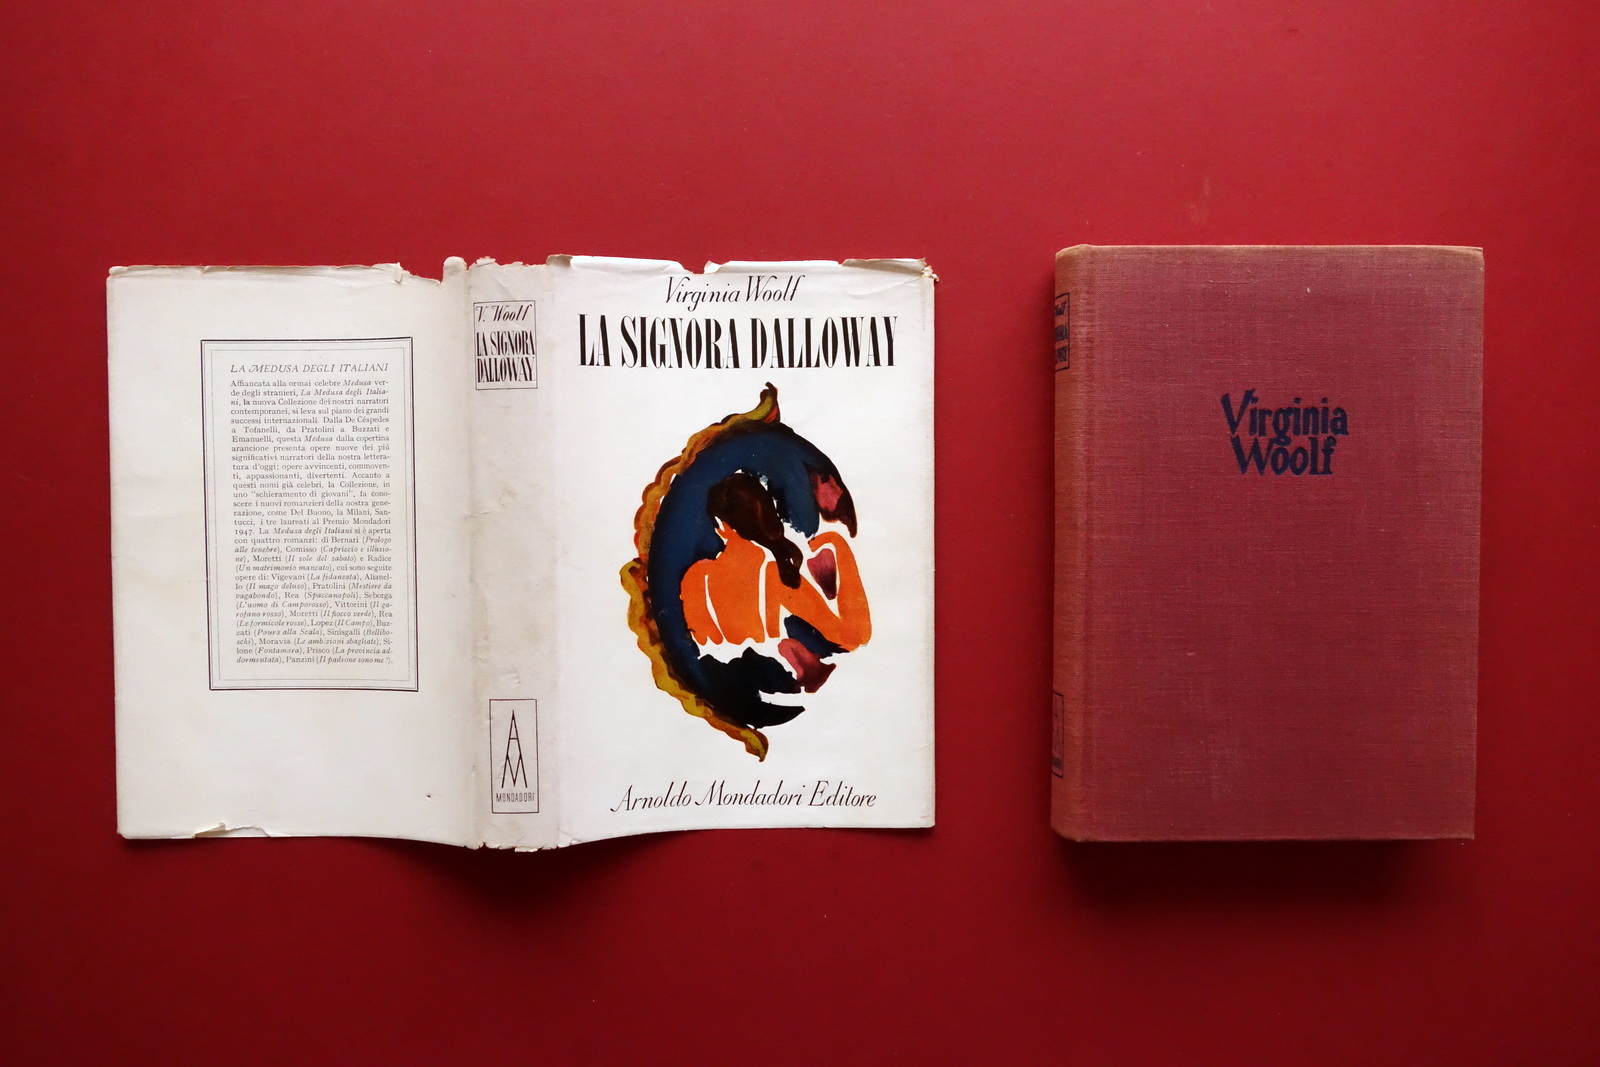 LA MEDUSA DEGLI ITALIANI
Affiancata alla ormai celebre Medusa ver-
de degli stranieri, La Medusa degli Italia-
ni, la nuova Collezione dei nostri narratori
contemporanei, si leva sul piano dei grandi
successi internazionali. Dalla De Céspedes
a Tofanelli, da Pratolini a Buzzati e
Emanuelli, questa Medusa dalla copertina
arancione presenta opere nuove dei più
significativi narratori della nostra lettera-
tura d'oggi; opere avvincenti, commoven-
ti, appassionanti, divertenti. Accanto a
questi nomi già celebri, la Collezione, in
uno "schieramento di giovani", fa cono-
scere i nuovi romanzieri della nostra gene-
razione, come Del Buono, la Milani, San-
tucci, i tre laureati al Premio Mondadori
1947. La Medusa degli Italiani si è aperta
con quattro romanzi: di Bernari (Prologo
alle tenebre), Comisso (Capriccio e illusio-
ne), Moretti (Il sole del sabato) e Radice
(Un matrimonio mancato), cui sono seguite
opere di: Vigevani (La fidanzata), Alianel-
lo (Il mago deluso), Pratolini (Mestiere da
vagabondo), Rea (Spaccanapoli), Seborga
(L'uomo di Camporosso), Vittorini (Il ga-
rofano rosso), Moretti (Il fiocco verde), Rea
(Le formicole rosse), Lopez (Il Campo), Buz-
zati (Paura alla Scala), Sinisgalli (Bellibo-
schi), Moravia (Le ambizioni sbagliate), Si-
lone (Fontamara), Prisco (La provincia ad-
dormentata), Panzini (Il padrone sono me!).
V. Woolf
LA SIGNORA
DALLOWAY
AM
MONDADORI
Virginia Woolf
LA SIGNORA DALLOWAY
Arnoldo Mondadori Editore
Virginia
Woolf